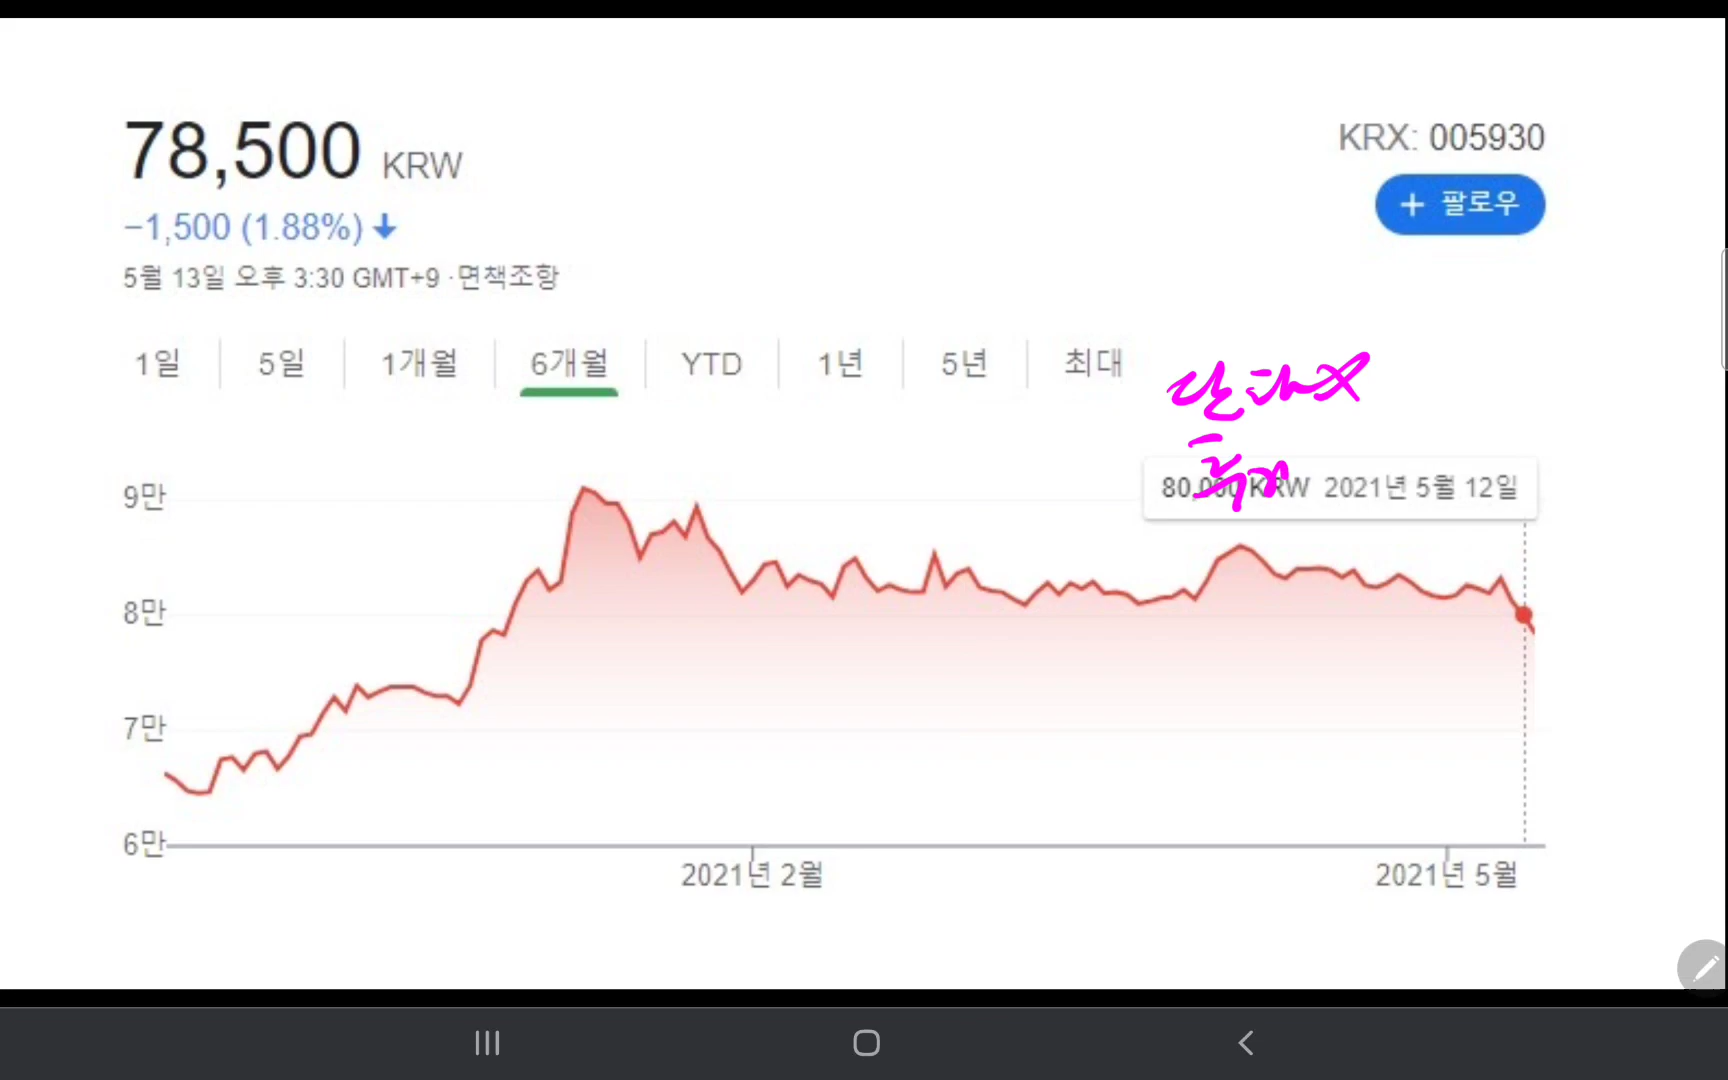 78,500 KRW
KRX: 005930
−1,500 (1.88%)
+ 팔로우
5월 13일 오후 3:30 GMT+9 ·면책조항
1일 5일 1개월 6개월 YTD 1년 5년 최대
80,000 KRW 2021년 5월 12일
9만
8만
7만
6만
2021년 2월 2021년 5월